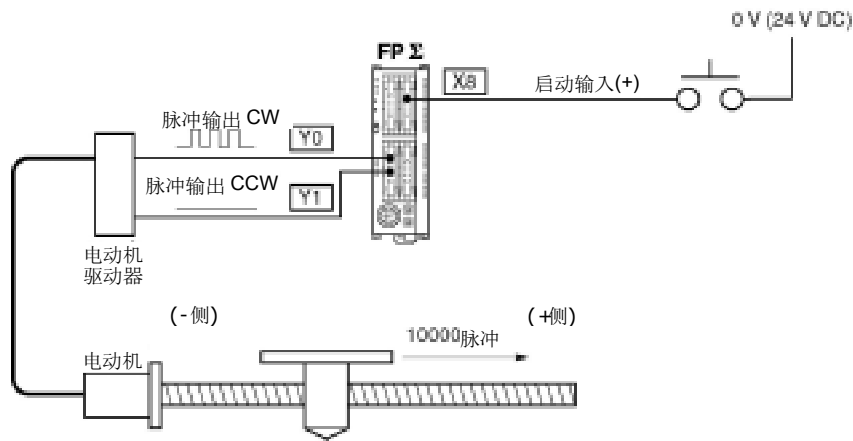 0 V (24 V DC)
FP Σ
X8
启动输入(+)
脉冲输出 CW
Y0
脉冲输出 CCW
Y1
电动机
驱动器
(-侧)
(+侧)
10000脉冲
电动机